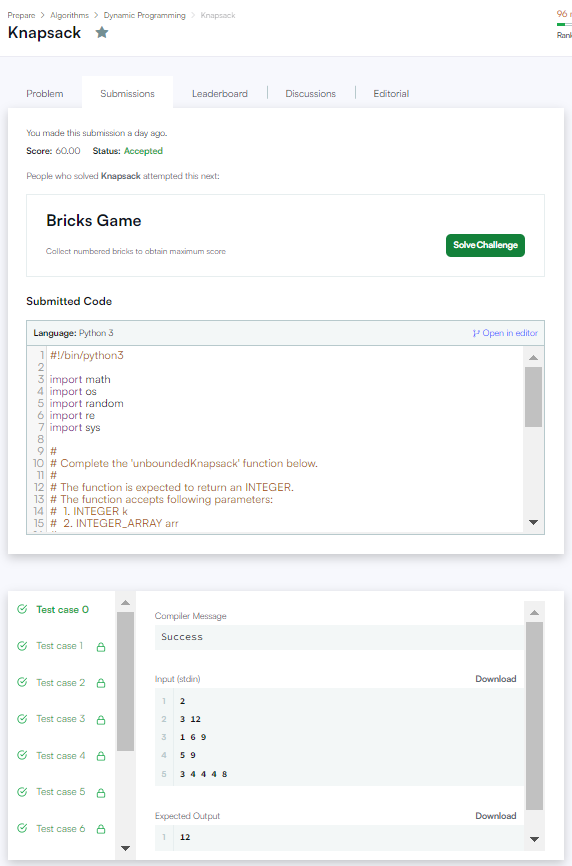 Prepare > Algorithms > Dynamic Programming > Knapsack
Knapsack
96
Rank
Problem Submissions Leaderboard Discussions Editorial
You made this submission a day ago.
Score: 60.00 Status: Accepted
People who solved Knapsack attempted this next:
Bricks Game
Collect numbered bricks to obtain maximum score
Solve Challenge
Submitted Code
Language: Python 3
Open in editor
1 #!/bin/python3
2
3 import math
4 import os
5 import random
6 import re
7 import sys
8
9 #
10 # Complete the 'unboundedKnapsack' function below.
11 #
12 # The function is expected to return an INTEGER.
13 # The function accepts following parameters:
14 # 1. INTEGER k
15 # 2. INTEGER_ARRAY arr
Test case 0
Test case 1
Test case 2
Test case 3
Test case 4
Test case 5
Test case 6
Compiler Message
Success
Input (stdin) Download
1 2
2 3 12
3 1 6 9
4 5 9
5 3 4 4 4 8
Expected Output Download
1 12